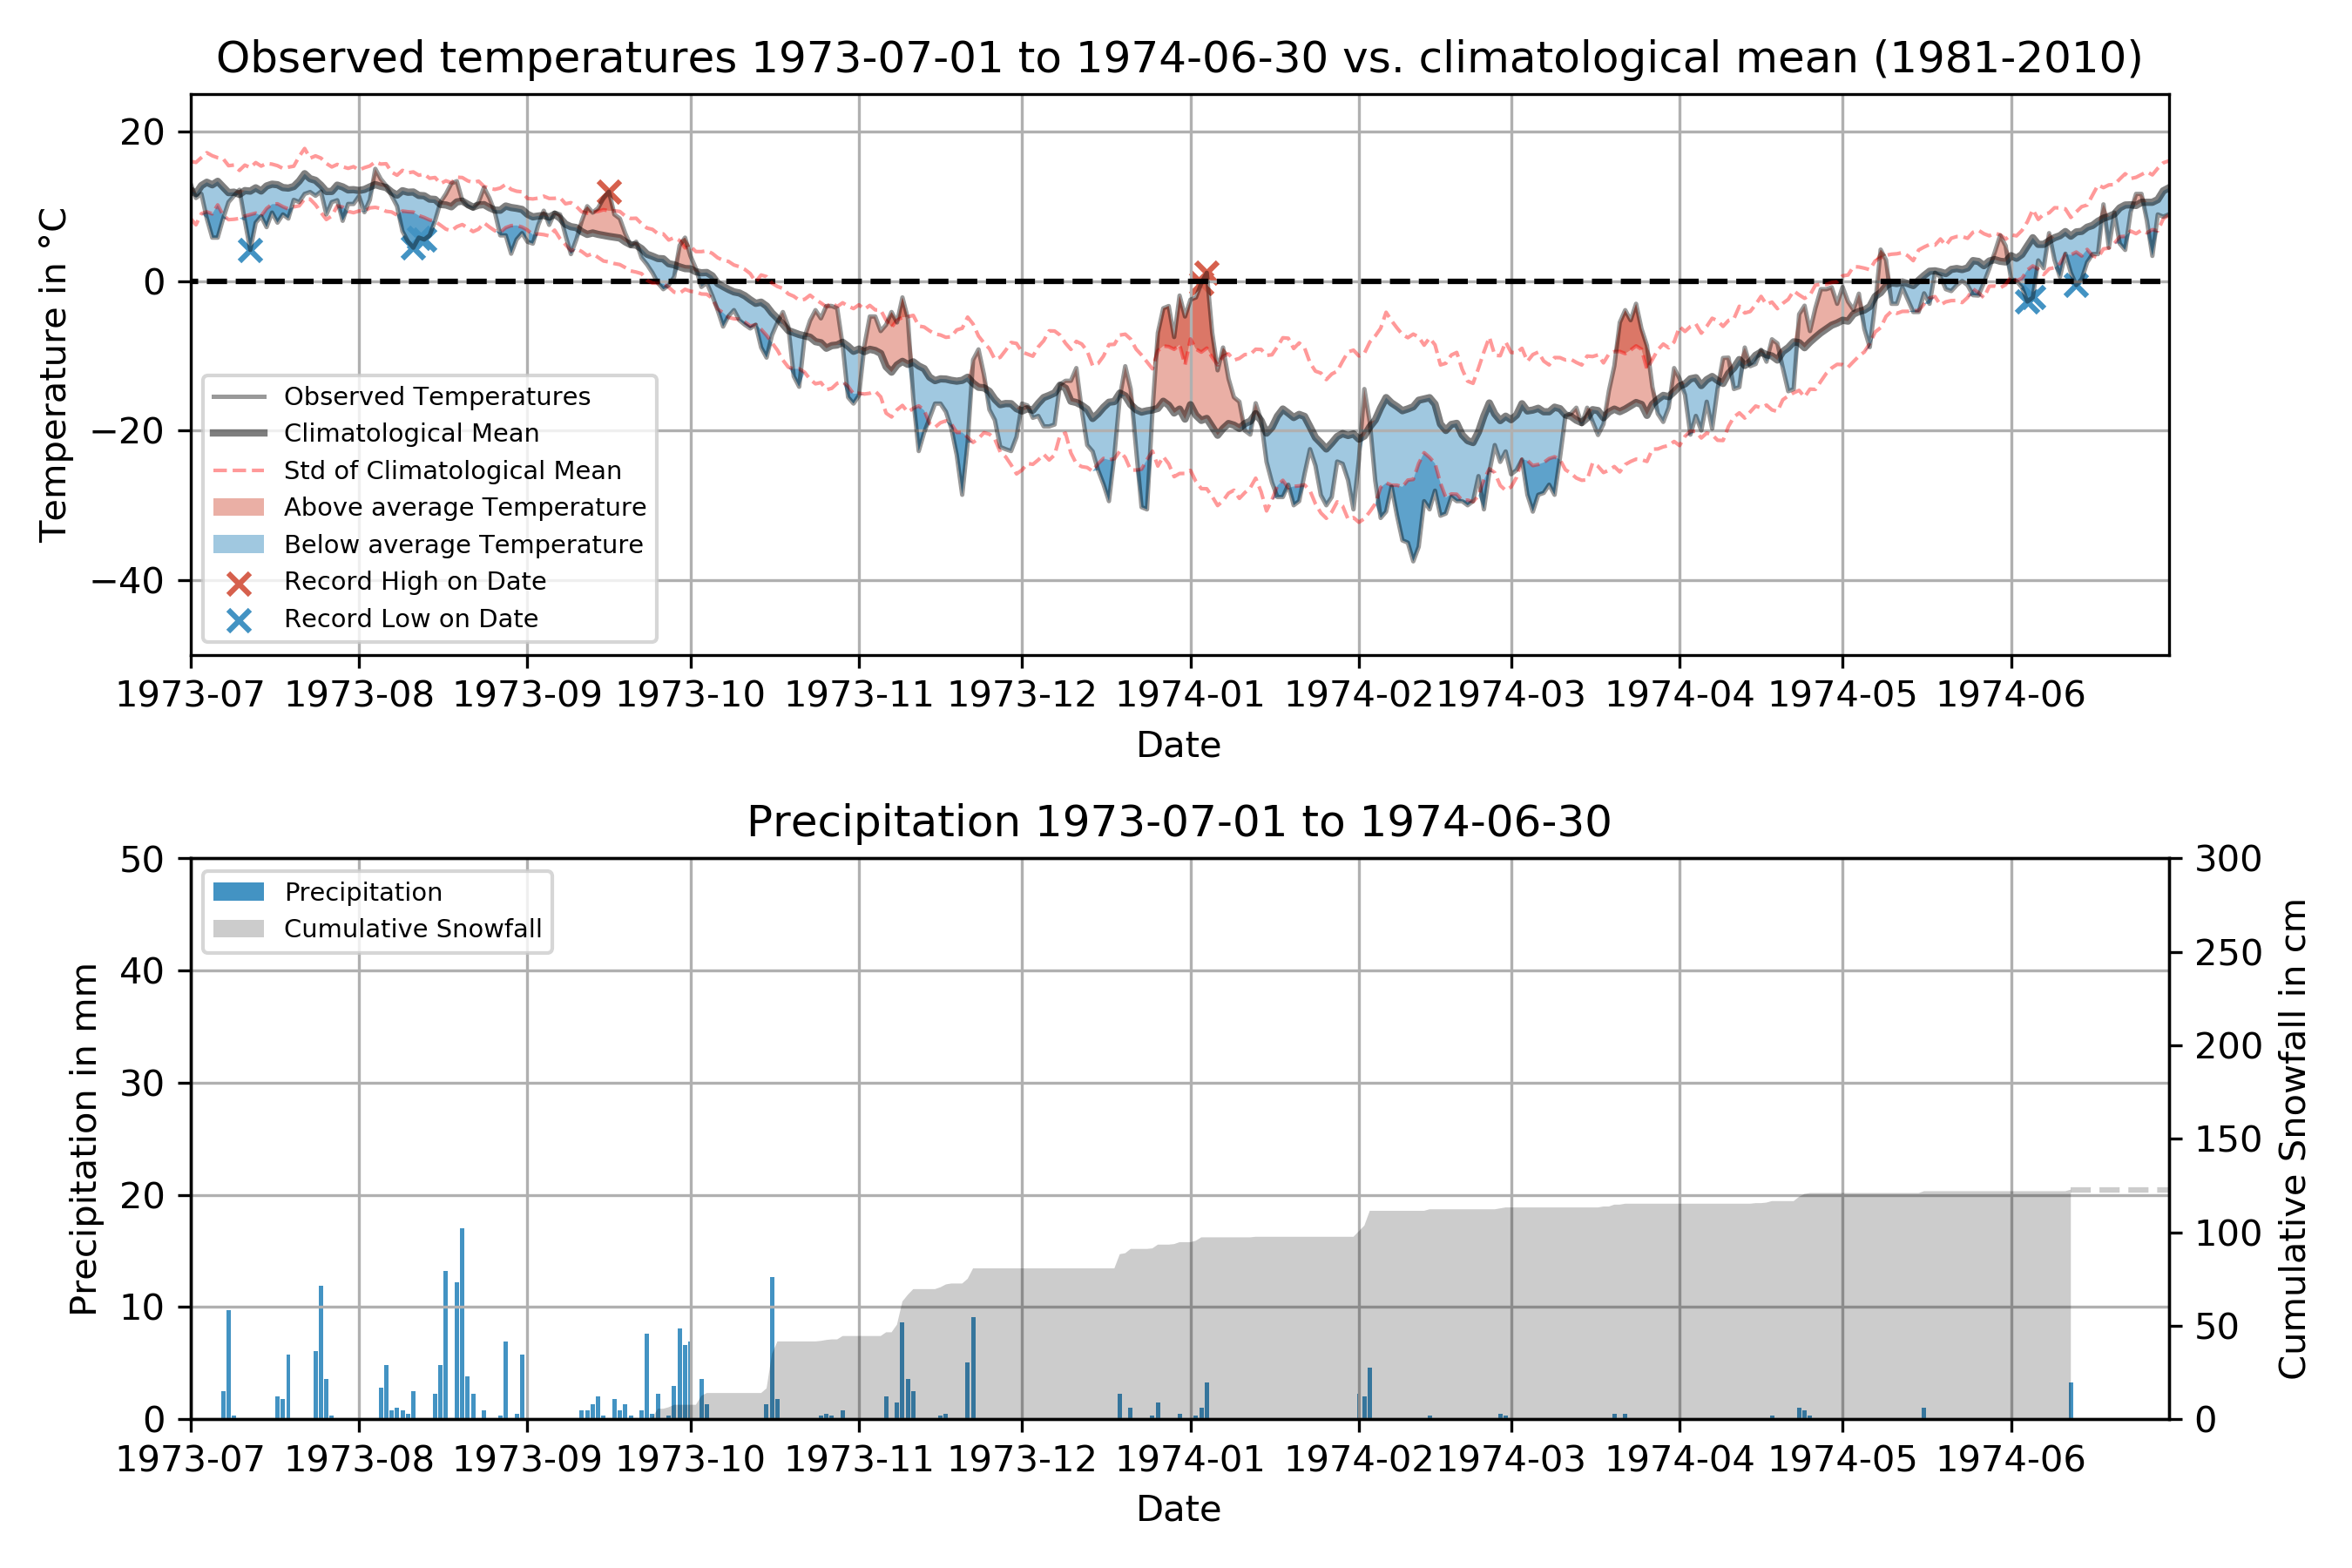 Observed temperatures 1973-07-01 to 1974-06-30 vs. climatological mean (1981-2010)
Temperature in °C
20
0
−20
−40
Observed Temperatures
Climatological Mean
Std of Climatological Mean
Above average Temperature
Below average Temperature
Record High on Date
Record Low on Date
1973-07 1973-08 1973-09 1973-10 1973-11 1973-12 1974-01 1974-02 1974-03 1974-04 1974-05 1974-06
Date
Precipitation 1973-07-01 to 1974-06-30
Precipitation in mm
50
40
30
20
10
0
Precipitation
Cumulative Snowfall
300
250
200
150
100
50
0
Cumulative Snowfall in cm
1973-07 1973-08 1973-09 1973-10 1973-11 1973-12 1974-01 1974-02 1974-03 1974-04 1974-05 1974-06
Date